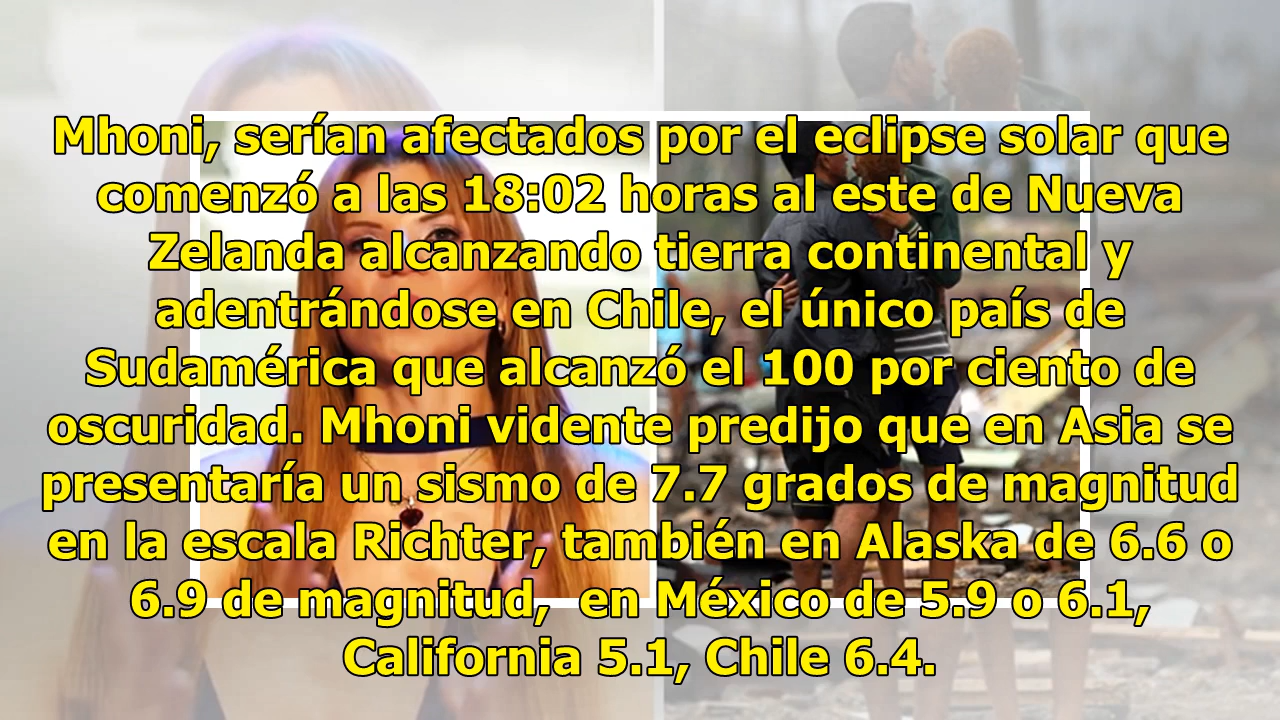 Mhoni, serían afectados por el eclipse solar que
comenzó a las 18:02 horas al este de Nueva
Zelanda alcanzando tierra continental y
adentrándose en Chile, el único país de
Sudamérica que alcanzó el 100 por ciento de
oscuridad. Mhoni vidente predijo que en Asia se
presentaría un sismo de 7.7 grados de magnitud
en la escala Richter, también en Alaska de 6.6 o
6.9 de magnitud,  en México de 5.9 o 6.1,
California 5.1, Chile 6.4.